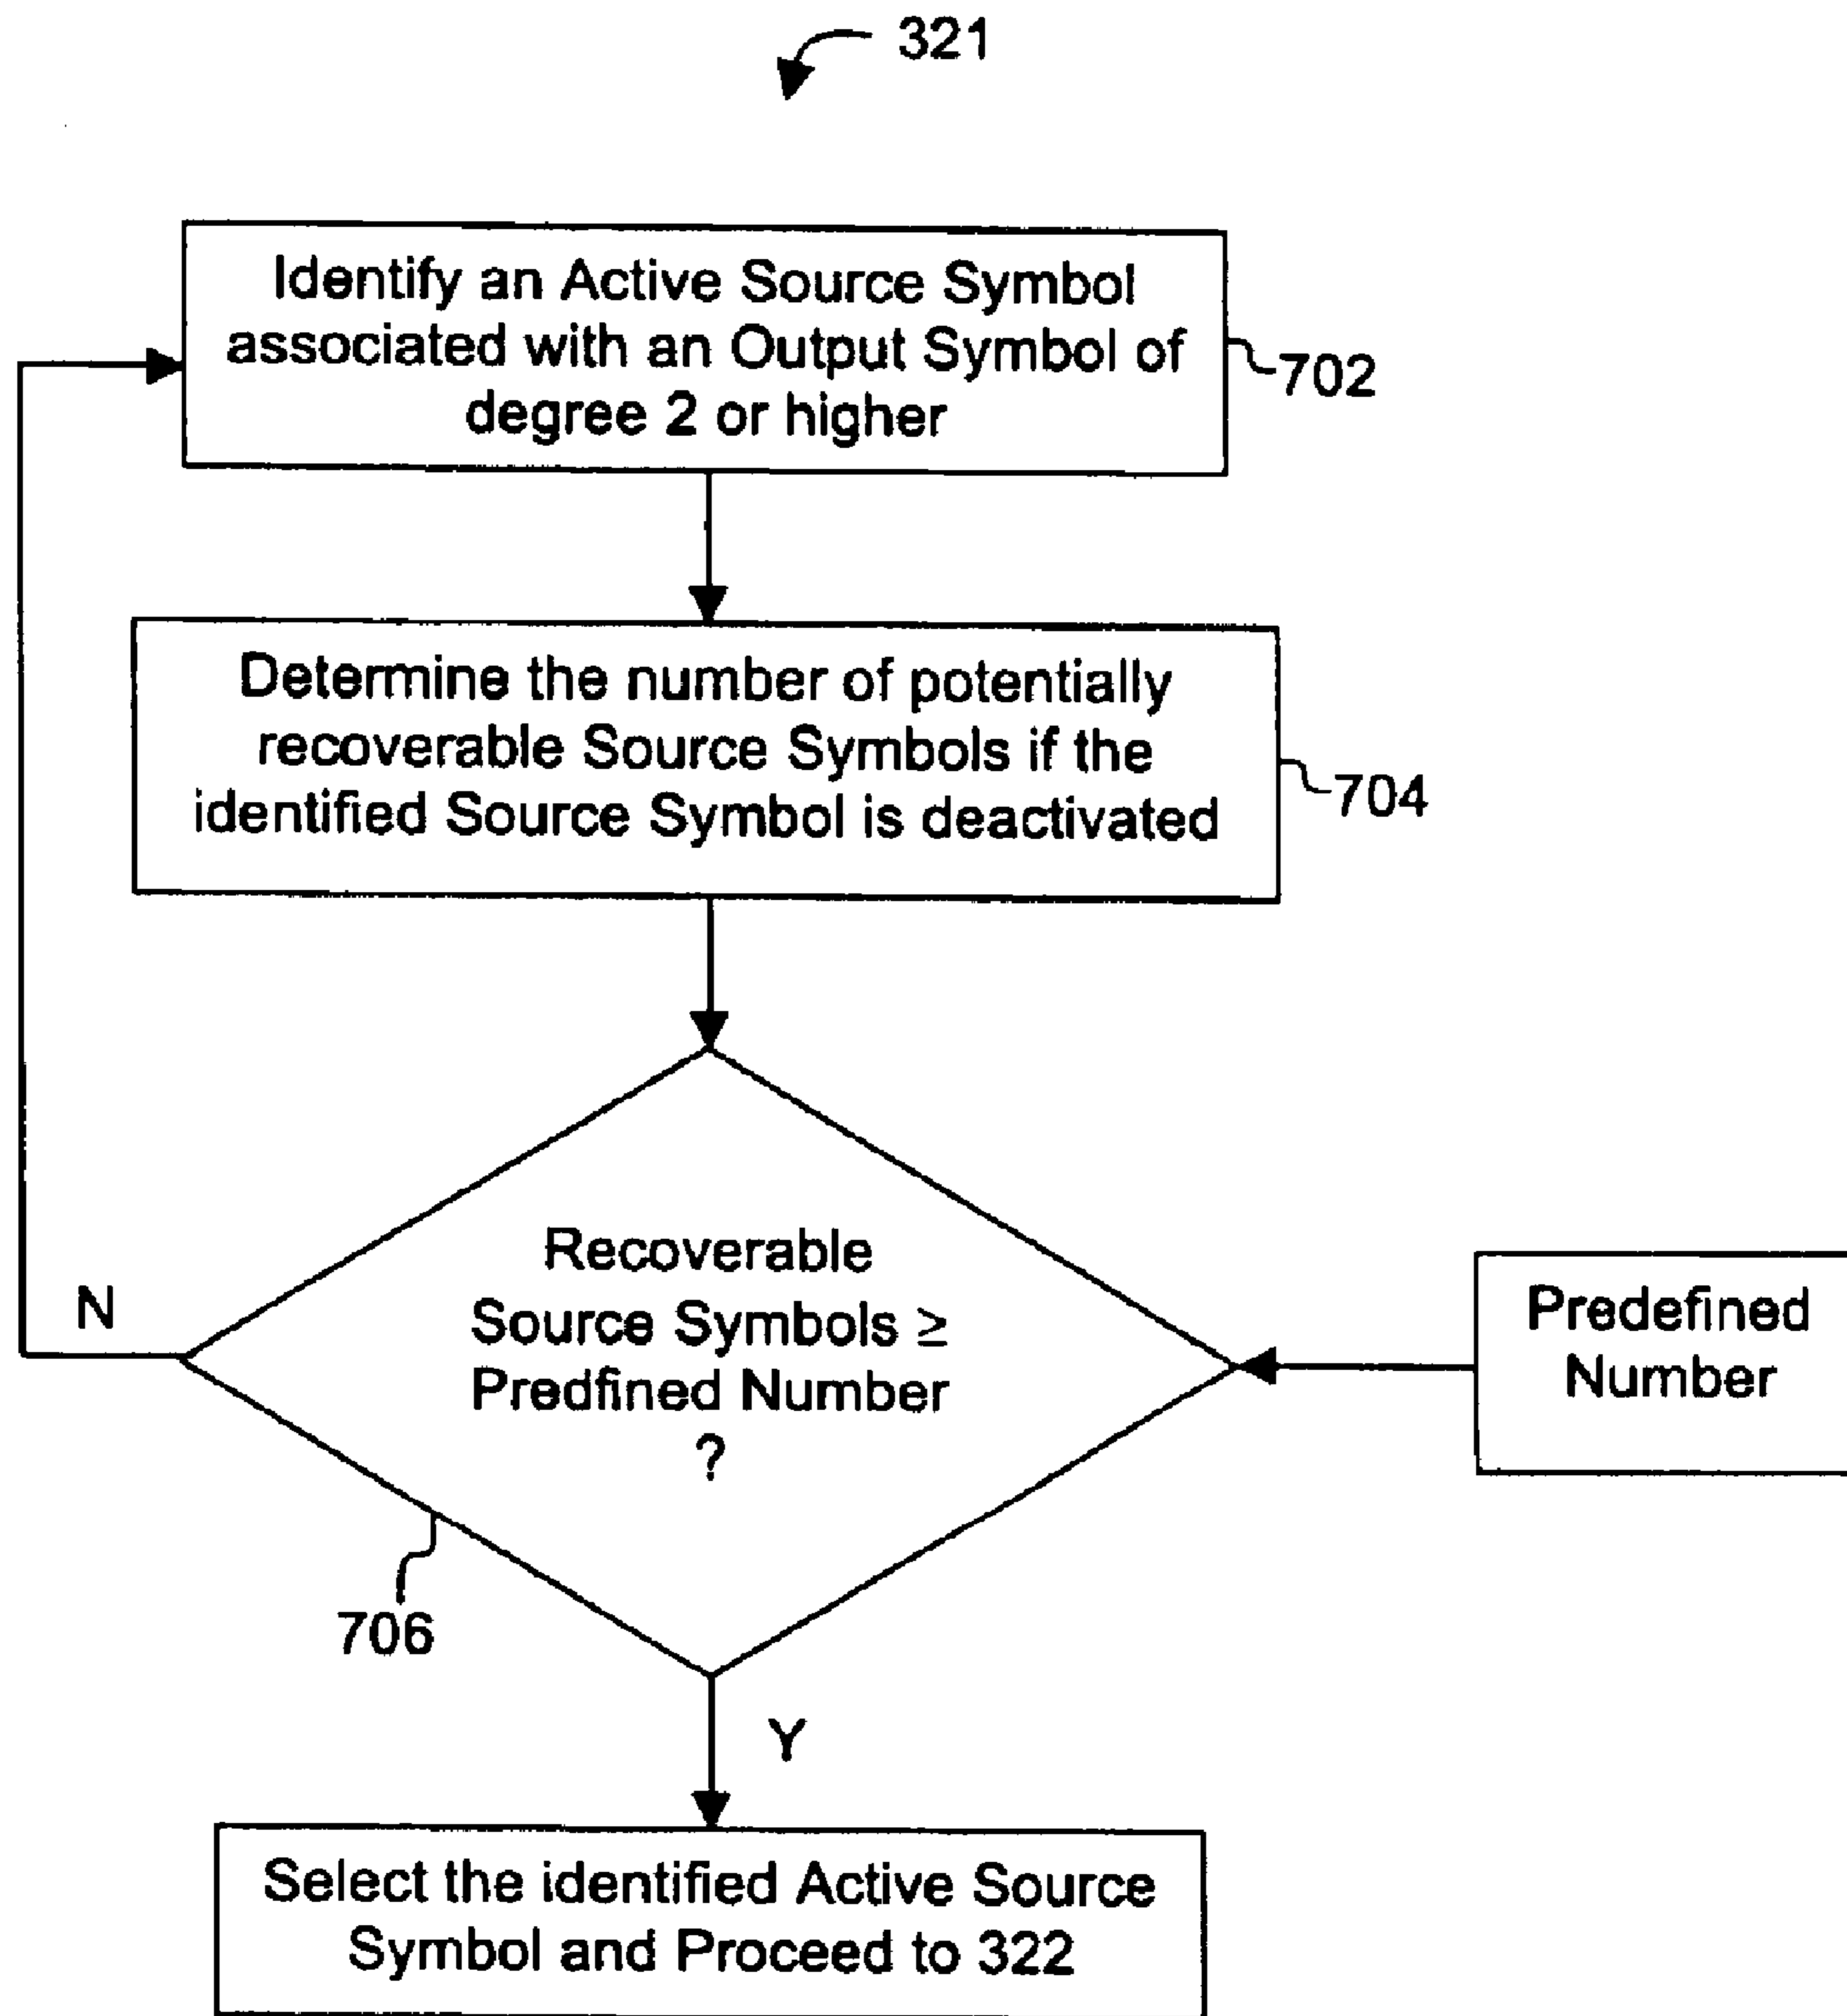 321
Identify an Active Source Symbol
associated with an Output Symbol of
degree 2 or higher
702
Determine the number of potentially
recoverable Source Symbols if the
identified Source Symbol is deactivated
704
Recoverable
Source Symbols ≥
Predfined Number
?
706
N
Predefined
Number
Y
Select the identified Active Source
Symbol and Proceed to 322